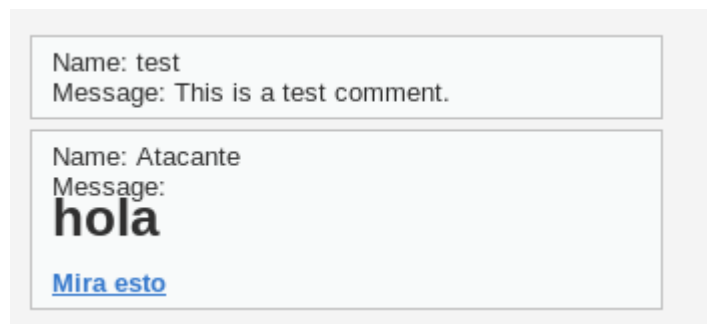 Name: test
Message: This is a test comment.
Name: Atacante
Message:
hola
Mira esto